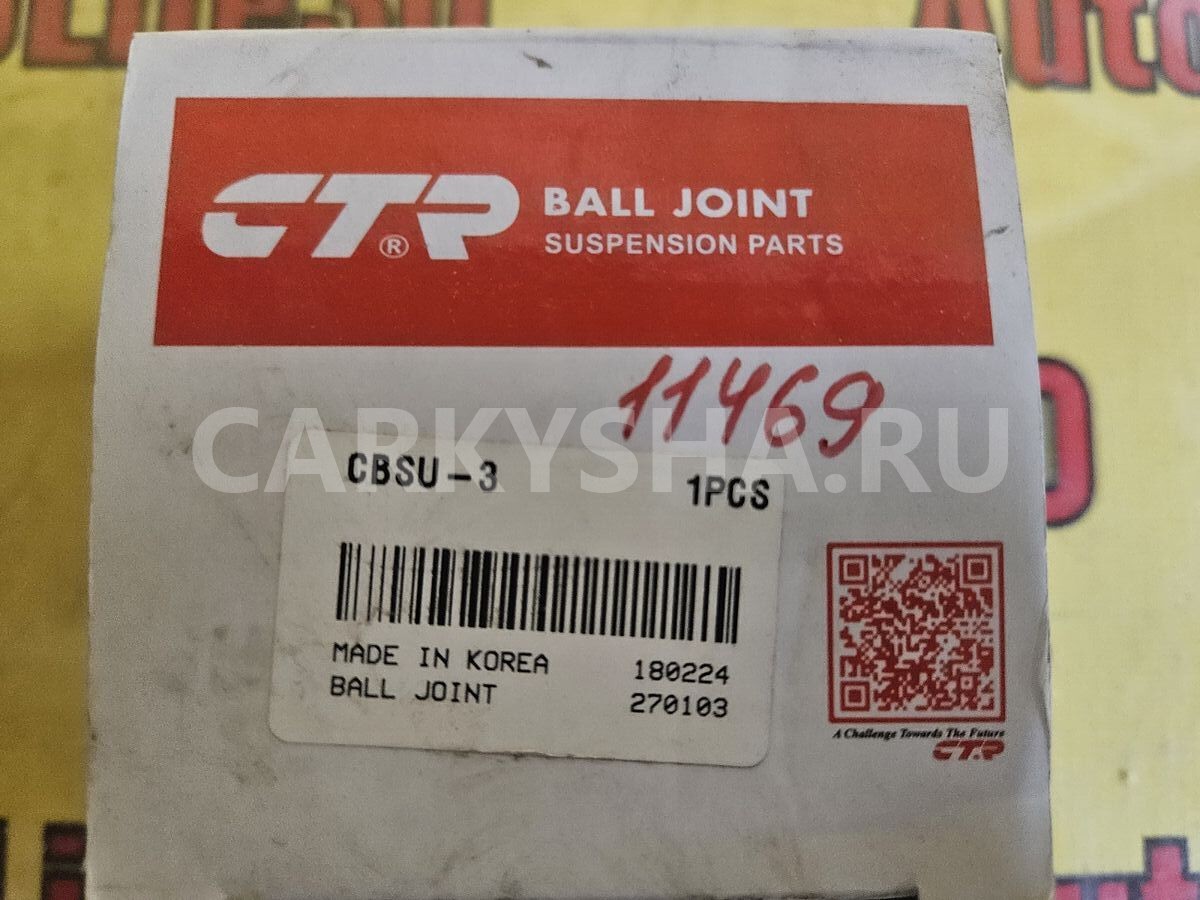 CTR® BALL JOINT
SUSPENSION PARTS
11469
CARKYSHA.RU
CBSU-3 1PCS
MADE IN KOREA 180224
BALL JOINT 270103
A Challenge Towards The Future
CTR
Auto